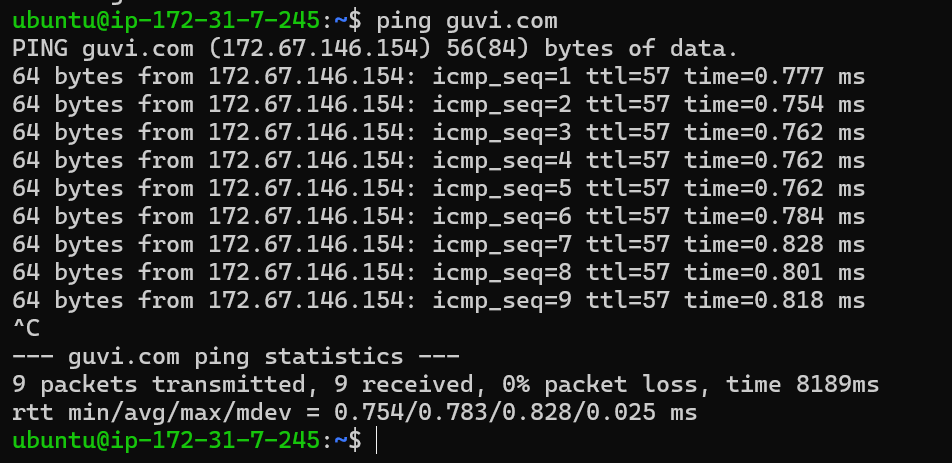 ubuntu@ip-172-31-7-245:~$ ping guvi.com
PING guvi.com (172.67.146.154) 56(84) bytes of data.
64 bytes from 172.67.146.154: icmp_seq=1 ttl=57 time=0.777 ms
64 bytes from 172.67.146.154: icmp_seq=2 ttl=57 time=0.754 ms
64 bytes from 172.67.146.154: icmp_seq=3 ttl=57 time=0.762 ms
64 bytes from 172.67.146.154: icmp_seq=4 ttl=57 time=0.762 ms
64 bytes from 172.67.146.154: icmp_seq=5 ttl=57 time=0.762 ms
64 bytes from 172.67.146.154: icmp_seq=6 ttl=57 time=0.784 ms
64 bytes from 172.67.146.154: icmp_seq=7 ttl=57 time=0.828 ms
64 bytes from 172.67.146.154: icmp_seq=8 ttl=57 time=0.801 ms
64 bytes from 172.67.146.154: icmp_seq=9 ttl=57 time=0.818 ms
^C
--- guvi.com ping statistics ---
9 packets transmitted, 9 received, 0% packet loss, time 8189ms
rtt min/avg/max/mdev = 0.754/0.783/0.828/0.025 ms
ubuntu@ip-172-31-7-245:~$